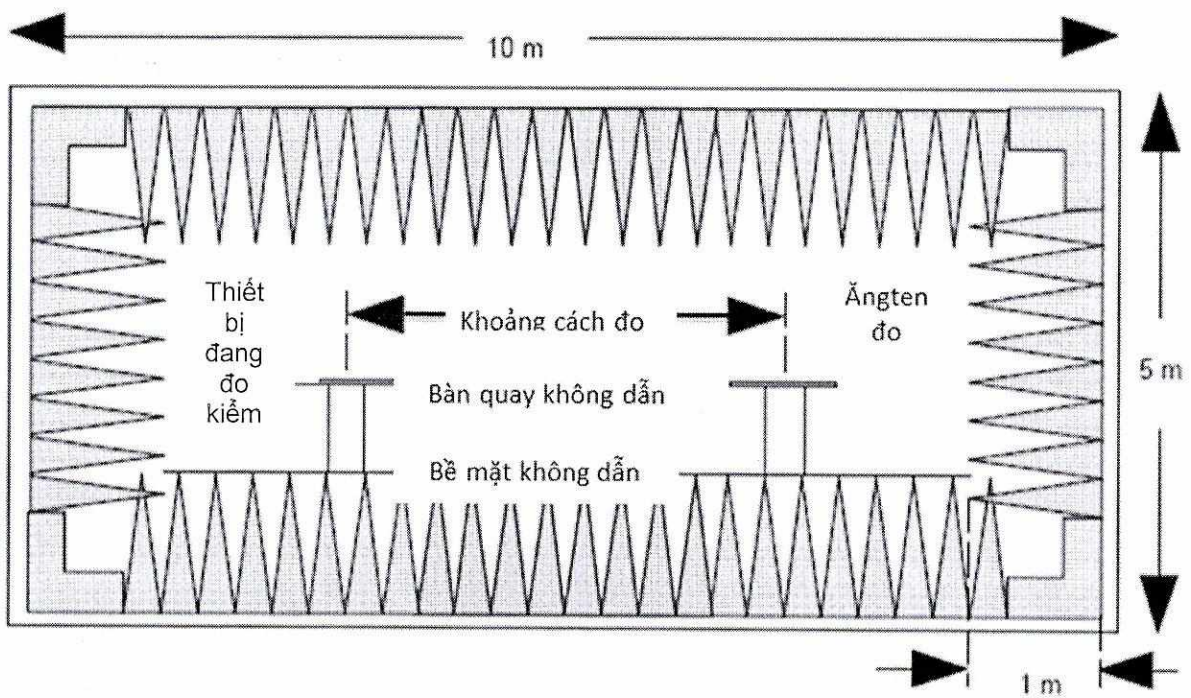 10 m
Thiết
bị
đang
đo
kiểm
Khoảng cách đo
Ăngten
đo
5 m
Bàn quay không dẫn
Bề mặt không dẫn
1 m